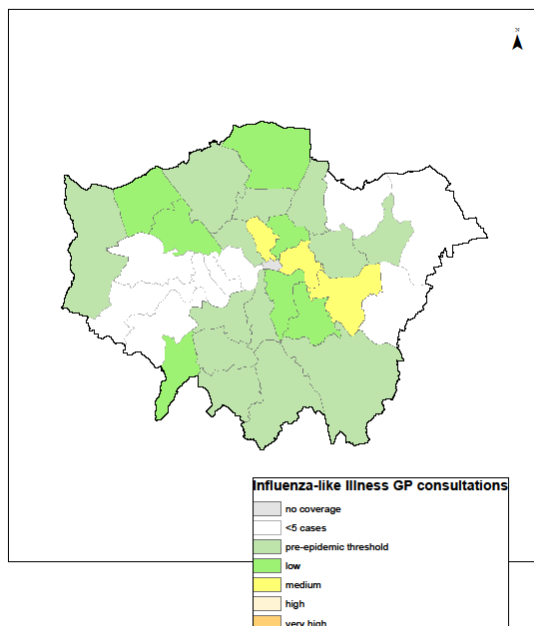 Influenza-like Illness GP consultations
no coverage
<5 cases
pre-epidemic threshold
low
medium
high
very high